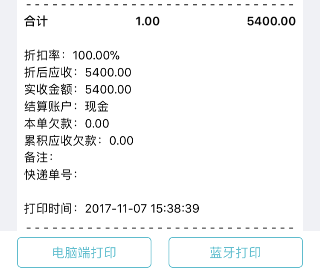 合计 1.00 5400.00
折扣率：100.00%
折后应收：5400.00
实收金额：5400.00
结算账户：现金
本单欠款：0.00
累积应收欠款：0.00
备注：
快递单号：
打印时间：2017-11-07 15:38:39
电脑端打印 蓝牙打印